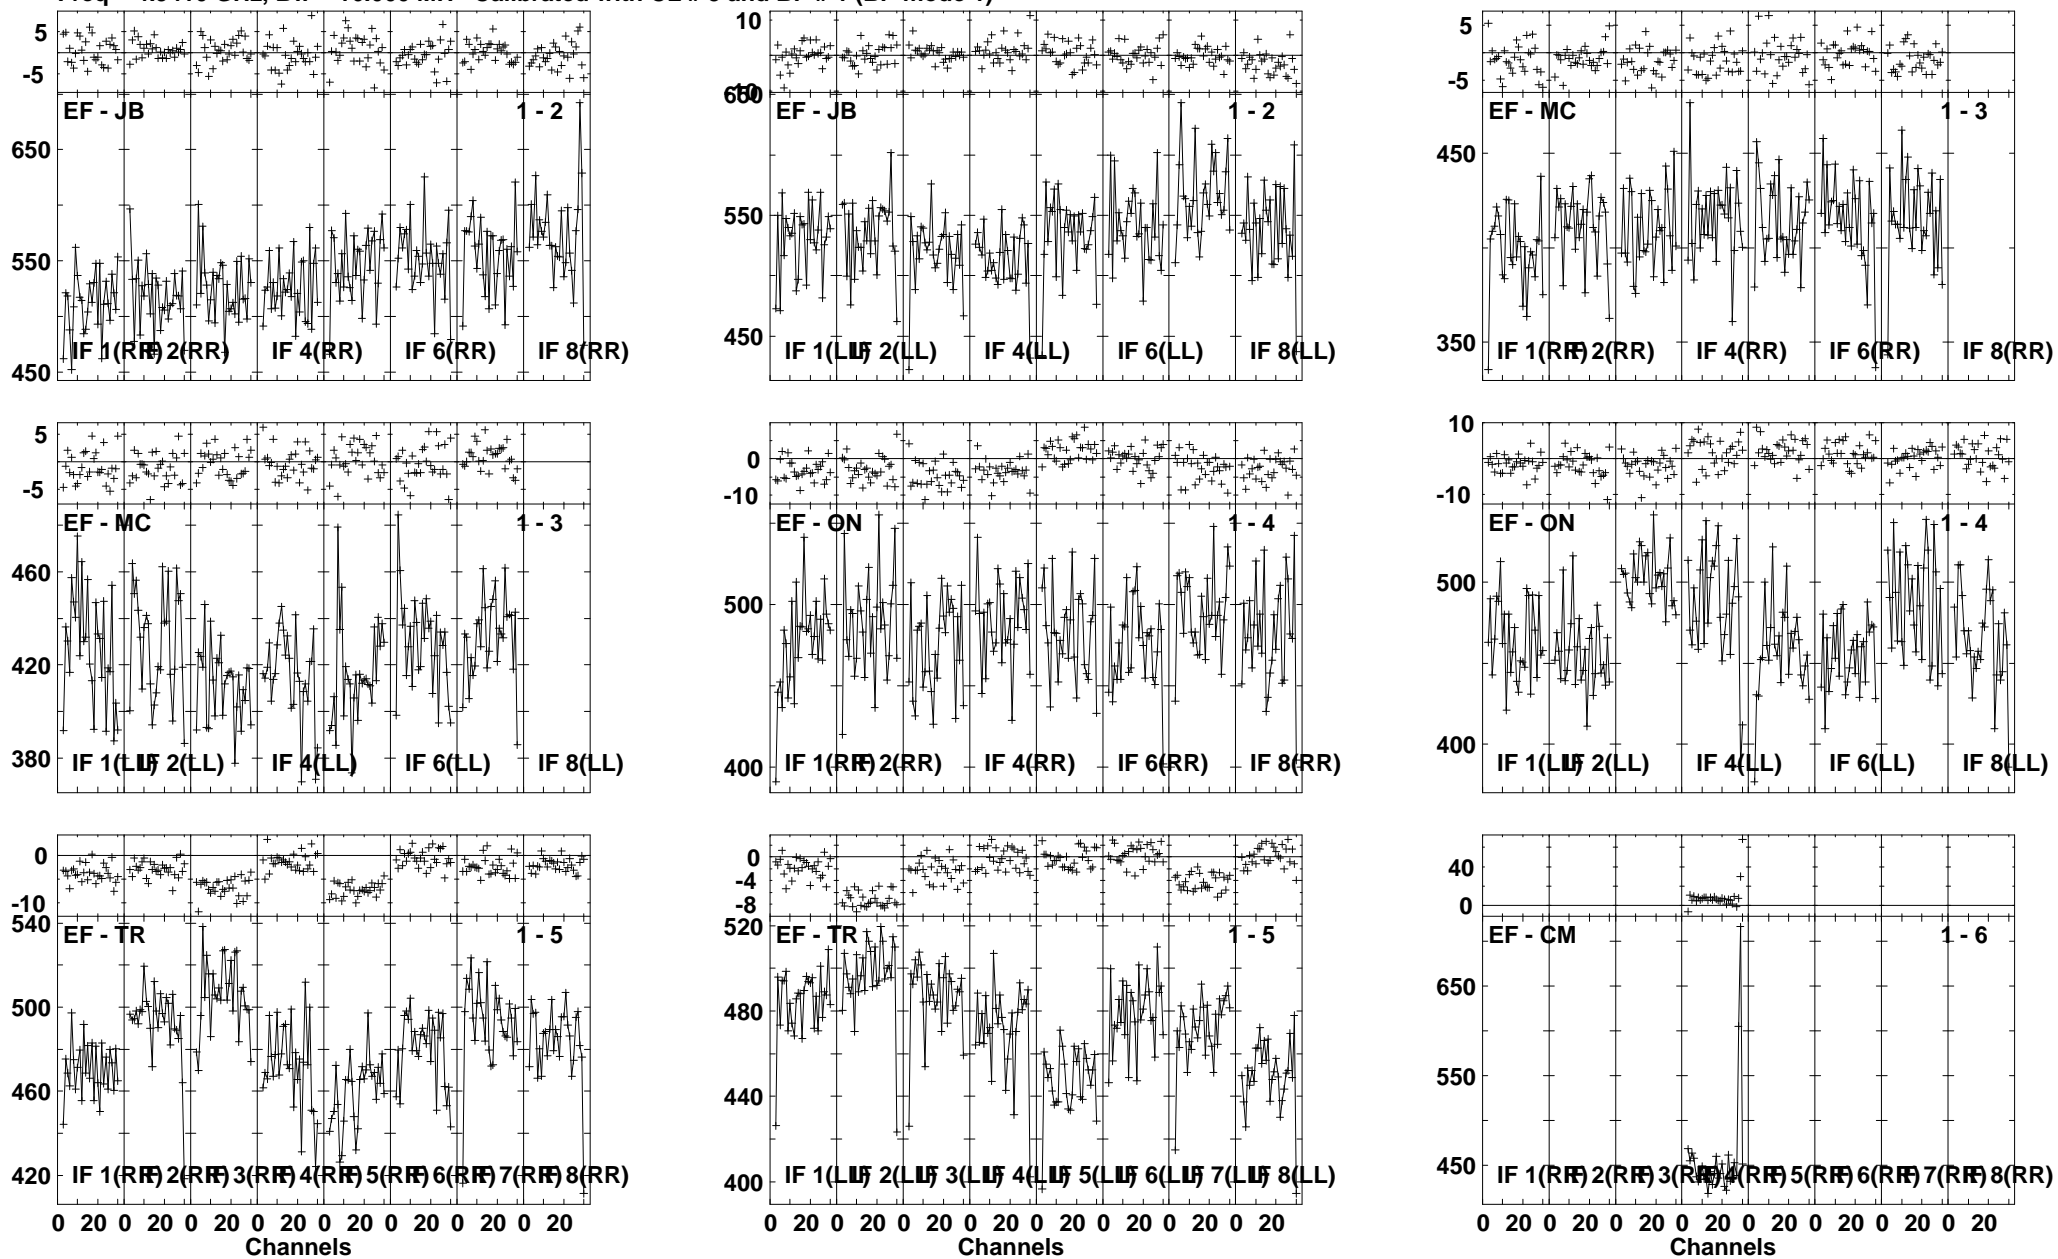 5
-5
EF - JB 1 - 2
650
550
450
IF 1(RR) IF 2(RR) IF 4(RR) IF 6(RR) IF 8(RR)
10
10
EF - JB 1 - 2
650
550
450
IF 1(LL) IF 2(LL) IF 4(LL) IF 6(LL) IF 8(LL)
5
-5
EF - MC 1 - 3
450
350
IF 1(RR) IF 2(RR) IF 4(RR) IF 6(RR) IF 8(RR)
5
-5
EF - MC 1 - 3
460
420
380
IF 1(LL) IF 2(LL) IF 4(LL) IF 6(LL) IF 8(LL)
0
-10
EF - ON 1 - 4
500
400
IF 1(RR) IF 2(RR) IF 4(RR) IF 6(RR) IF 8(RR)
10
-10
EF - ON 1 - 4
500
400
IF 1(LL) IF 2(LL) IF 4(LL) IF 6(LL) IF 8(LL)
0
-10
540
EF - TR 1 - 5
500
460
420
IF 1(RR) IF 2(RR) IF 3(RR) IF 4(RR) IF 5(RR) IF 6(RR) IF 7(RR) IF 8(RR)
0 20 0 20 0 20 0 20 0 20 0 20 0 20 0 20
Channels
0
-4
-8
520
EF - TR 1 - 5
480
440
400
IF 1(LL) IF 2(LL) IF 3(LL) IF 4(LL) IF 5(LL) IF 6(LL) IF 7(LL) IF 8(LL)
0 20 0 20 0 20 0 20 0 20 0 20 0 20 0 20
Channels
40
0
EF - CM 1 - 6
650
550
450
IF 1(RR) IF 2(RR) IF 3(RR) IF 4(RR) IF 5(RR) IF 6(RR) IF 7(RR) IF 8(RR)
0 20 0 20 0 20 0 20 0 20 0 20 0 20 0 20
Channels